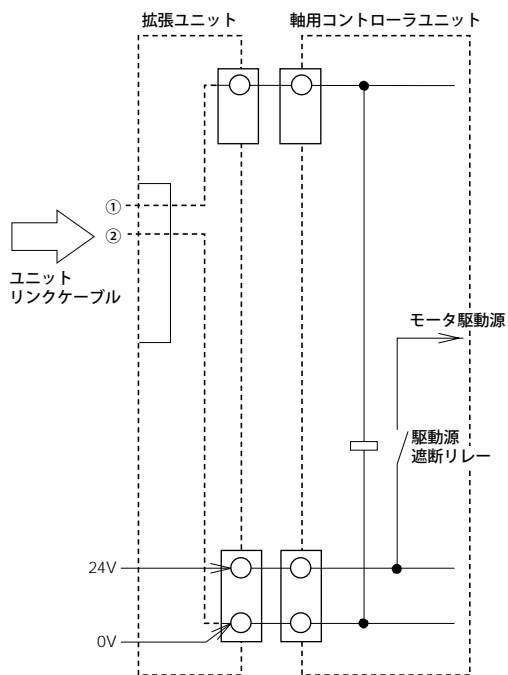 拡張ユニット
軸用コントローラユニット
①
②
ユニット
リンクケーブル
モータ駆動源
駆動源
遮断リレー
24V
0V